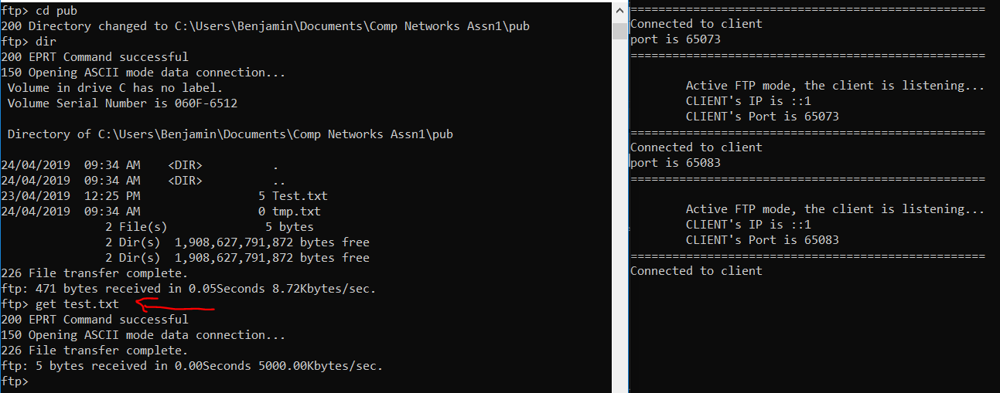 ftp> cd pub
200 Directory changed to C:\Users\Benjamin\Documents\Comp Networks Assn1\pub
ftp> dir
200 EPRT Command successful
150 Opening ASCII mode data connection...
 Volume in drive C has no label.
 Volume Serial Number is 060F-6512

 Directory of C:\Users\Benjamin\Documents\Comp Networks Assn1\pub

24/04/2019  09:34 AM    <DIR>          .
24/04/2019  09:34 AM    <DIR>          ..
23/04/2019  12:25 PM                 5 Test.txt
24/04/2019  09:34 AM                 0 tmp.txt
               2 File(s)              5 bytes
               2 Dir(s)  1,908,627,791,872 bytes free
               2 Dir(s)  1,908,627,791,872 bytes free
226 File transfer complete.
ftp: 471 bytes received in 0.05Seconds 8.72Kbytes/sec.
ftp> get test.txt
200 EPRT Command successful
150 Opening ASCII mode data connection...
226 File transfer complete.
ftp: 5 bytes received in 0.00Seconds 5000.00Kbytes/sec.
ftp>
===================================================
Connected to client
port is 65073
===================================================

        Active FTP mode, the client is listening...
        CLIENT's IP is ::1
        CLIENT's Port is 65073
===================================================
Connected to client
port is 65083
===================================================

        Active FTP mode, the client is listening...
        CLIENT's IP is ::1
        CLIENT's Port is 65083
===================================================
Connected to client